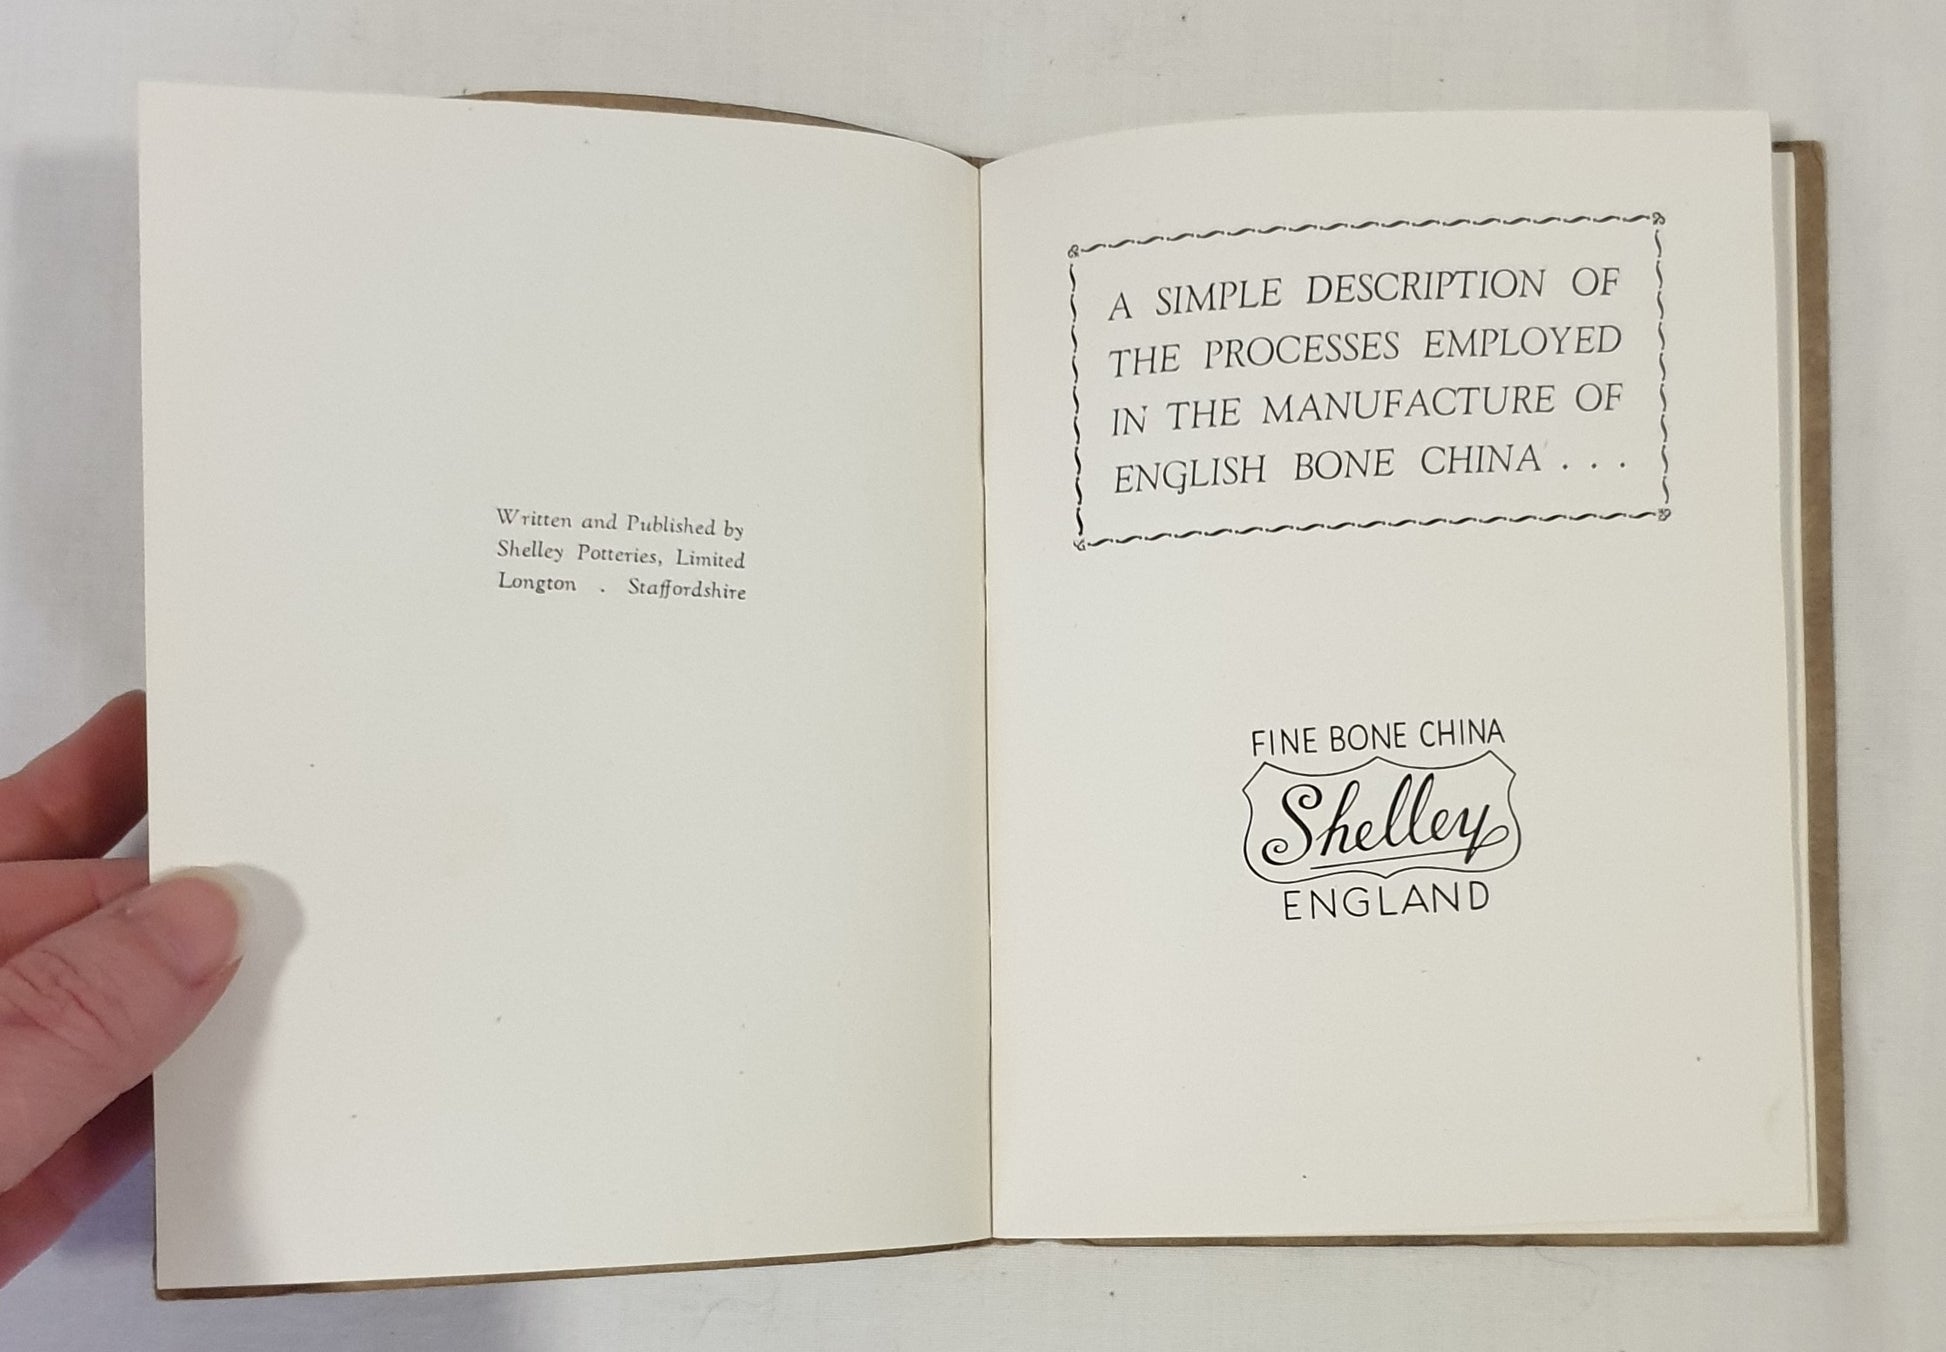 Written and Published by
Shelley Potteries, Limited
Longton . Staffordshire
A SIMPLE DESCRIPTION OF
THE PROCESSES EMPLOYED
IN THE MANUFACTURE OF
ENGLISH BONE CHINA . . .
FINE BONE CHINA
Shelley
ENGLAND